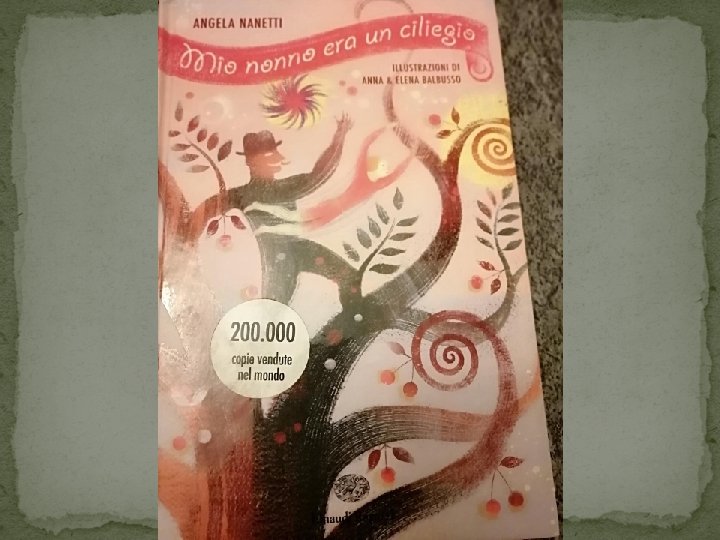 ANGELA NANETTI
Mio nonno era un ciliegio
ILLUSTRAZIONI DI
ANNA & ELENA BALBUSSO
200.000
copie vendute
nel mondo